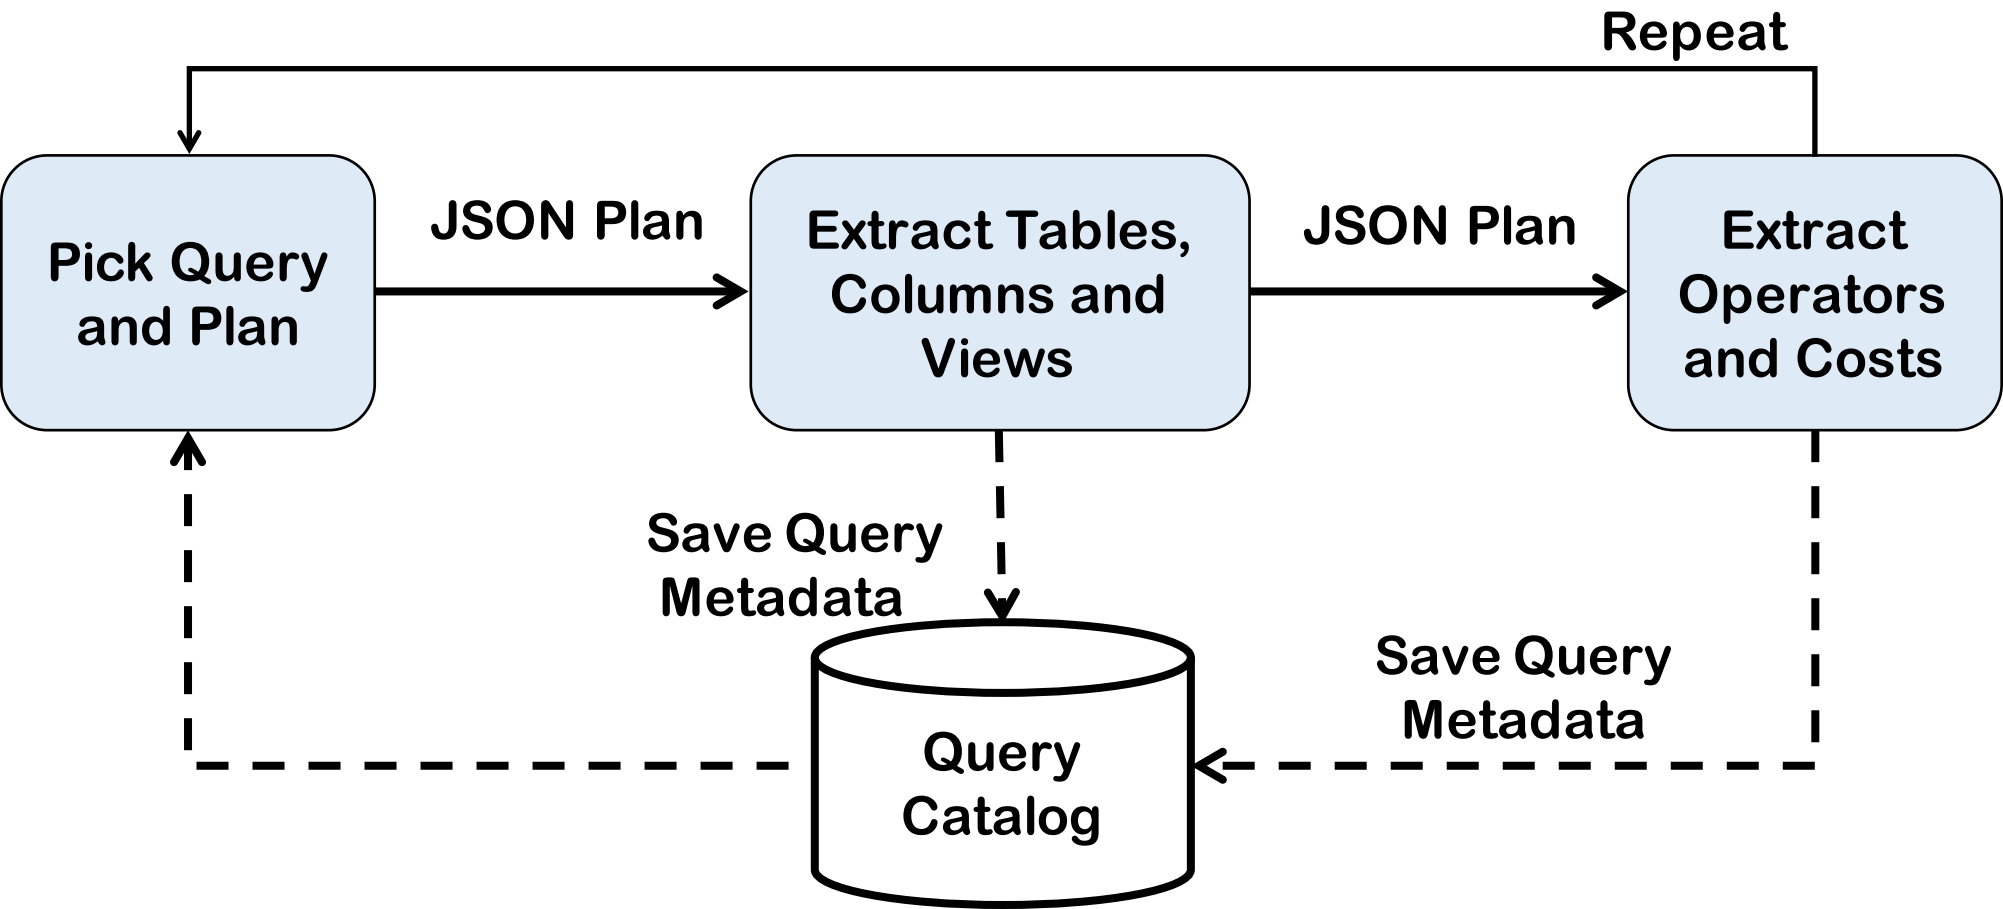 Repeat
Pick Query
and Plan
JSON Plan
Extract Tables,
Columns and
Views
JSON Plan
Extract
Operators
and Costs
Save Query
Metadata
Save Query
Metadata
Query
Catalog